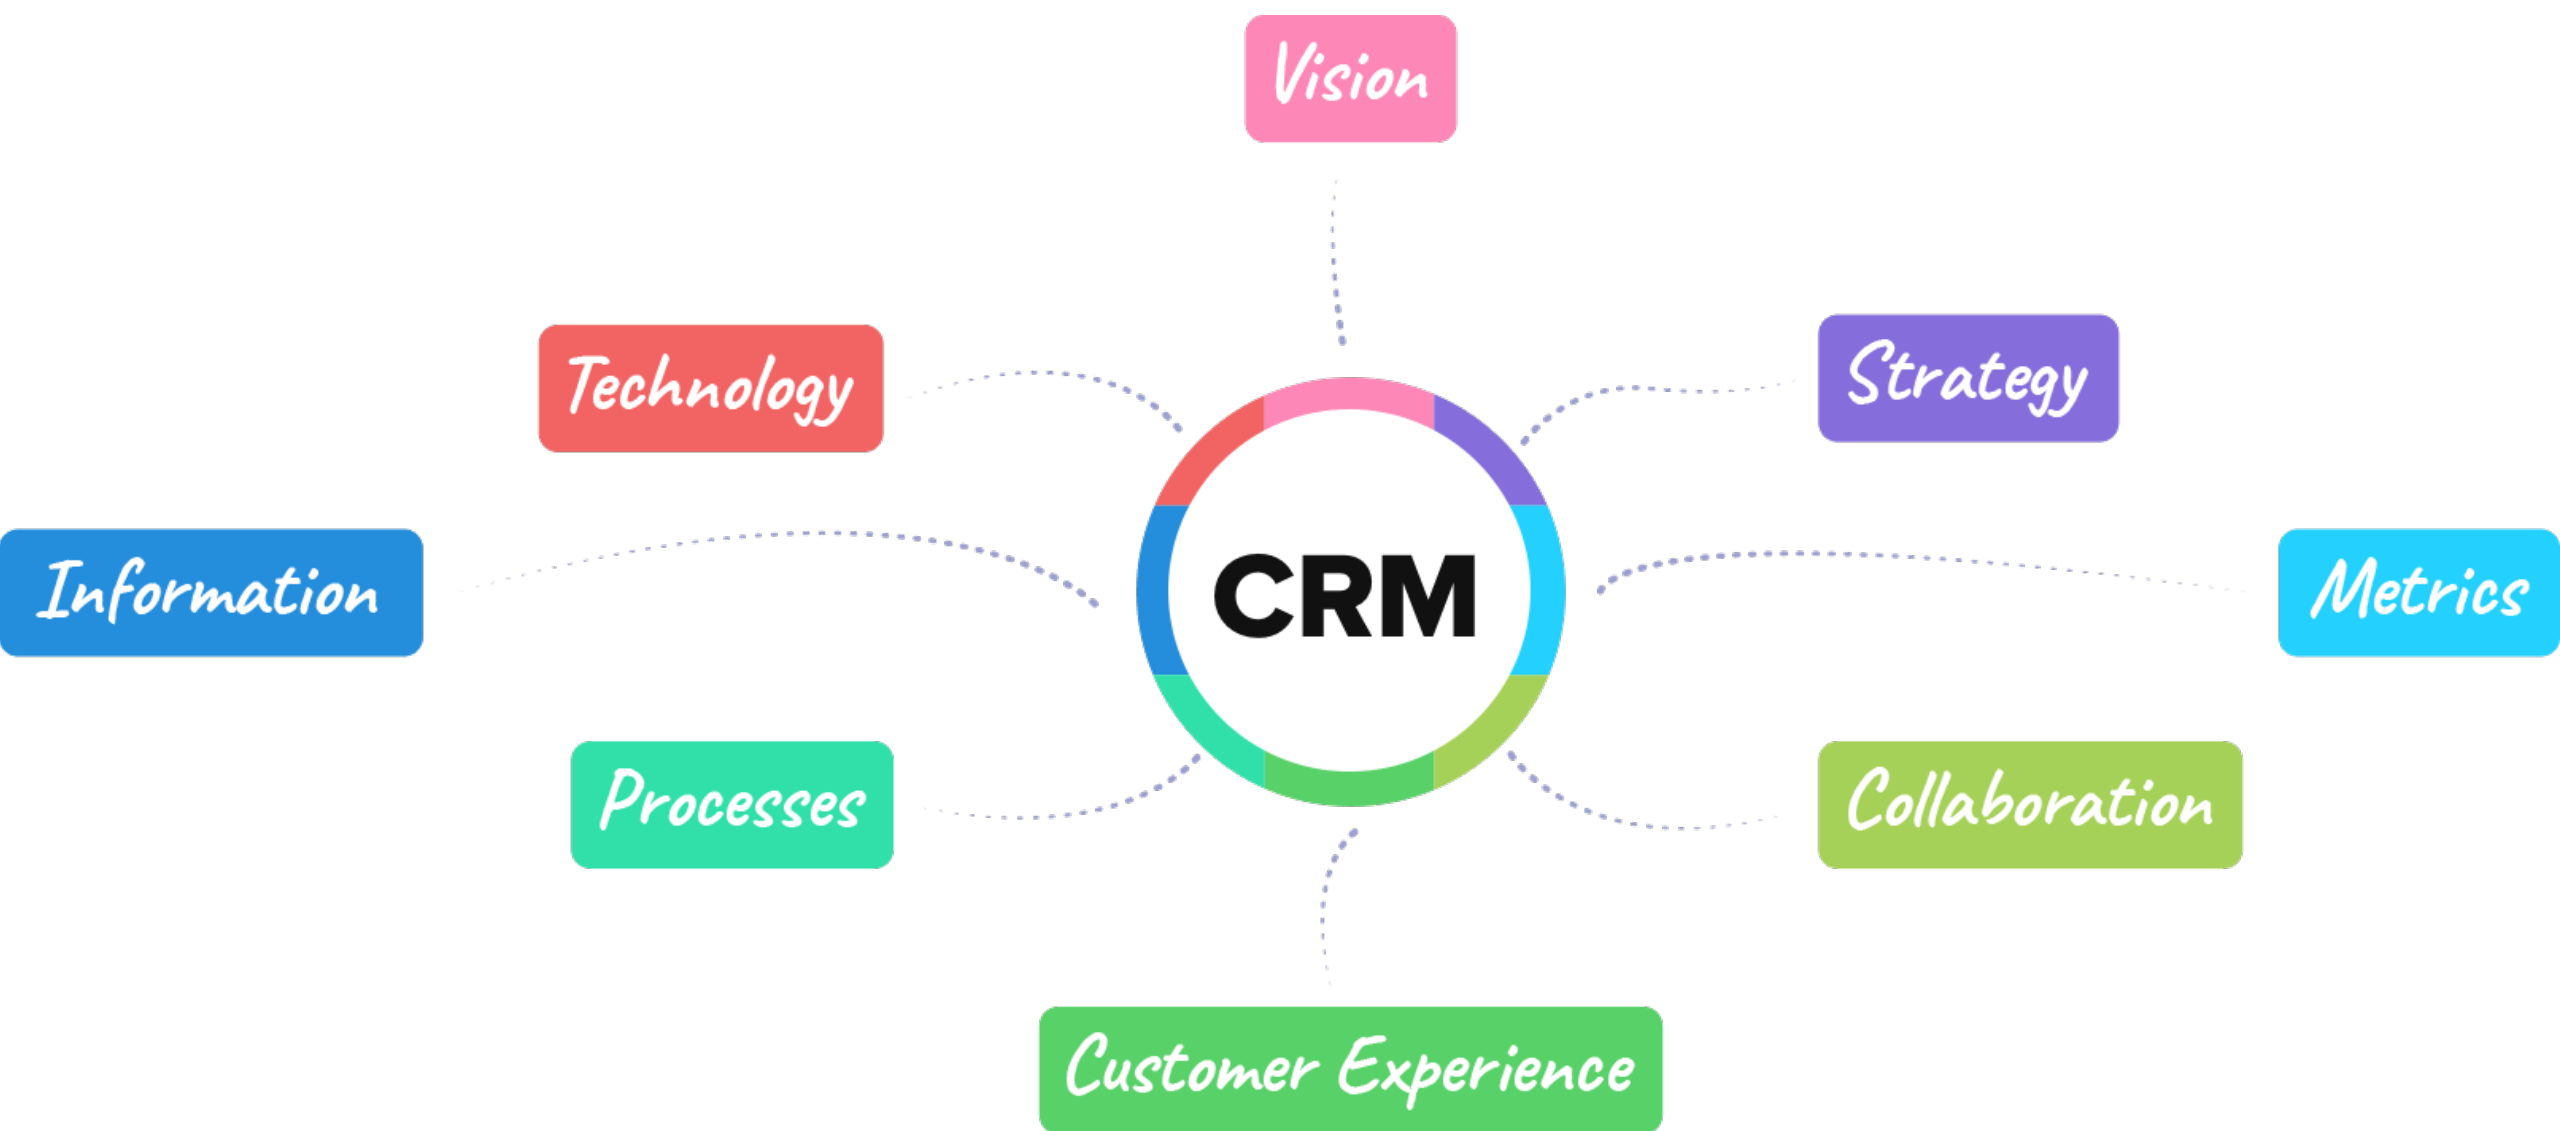 Vision
Technology
Strategy
Information
CRM
Metrics
Processes
Collaboration
Customer Experience